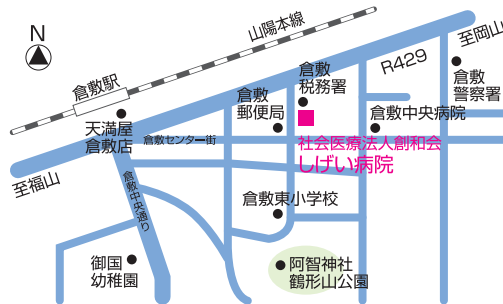 N
山陽本線
至岡山
R429
倉敷駅
倉敷
税務署
倉敷
警察署
倉敷
郵便局
倉敷中央病院
天満屋
倉敷店
倉敷センター街
社会医療法人創和会
しげい病院
至福山
倉敷中央通り
倉敷東小学校
御国
幼稚園
阿智神社
鶴形山公園